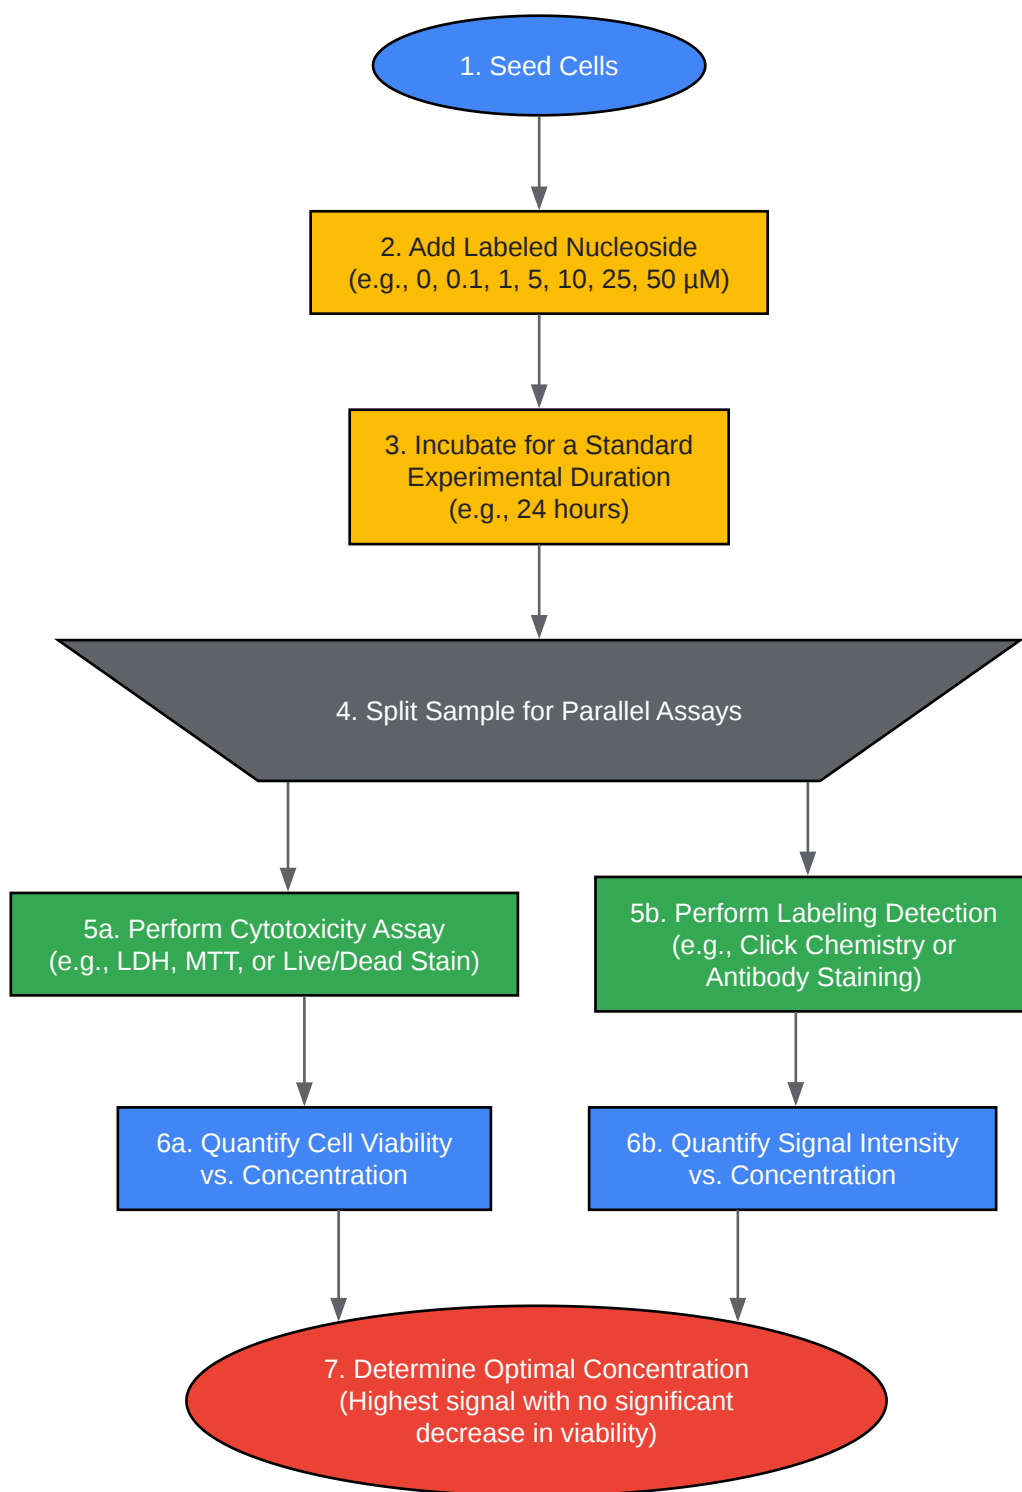 1. Seed Cells
2. Add Labeled Nucleoside
(e.g., 0, 0.1, 1, 5, 10, 25, 50 µM)
3. Incubate for a Standard
Experimental Duration
(e.g., 24 hours)
4. Split Sample for Parallel Assays
5a. Perform Cytotoxicity Assay
(e.g., LDH, MTT, or Live/Dead Stain)
5b. Perform Labeling Detection
(e.g., Click Chemistry or
Antibody Staining)
6a. Quantify Cell Viability
vs. Concentration
6b. Quantify Signal Intensity
vs. Concentration
7. Determine Optimal Concentration
(Highest signal with no significant
decrease in viability)